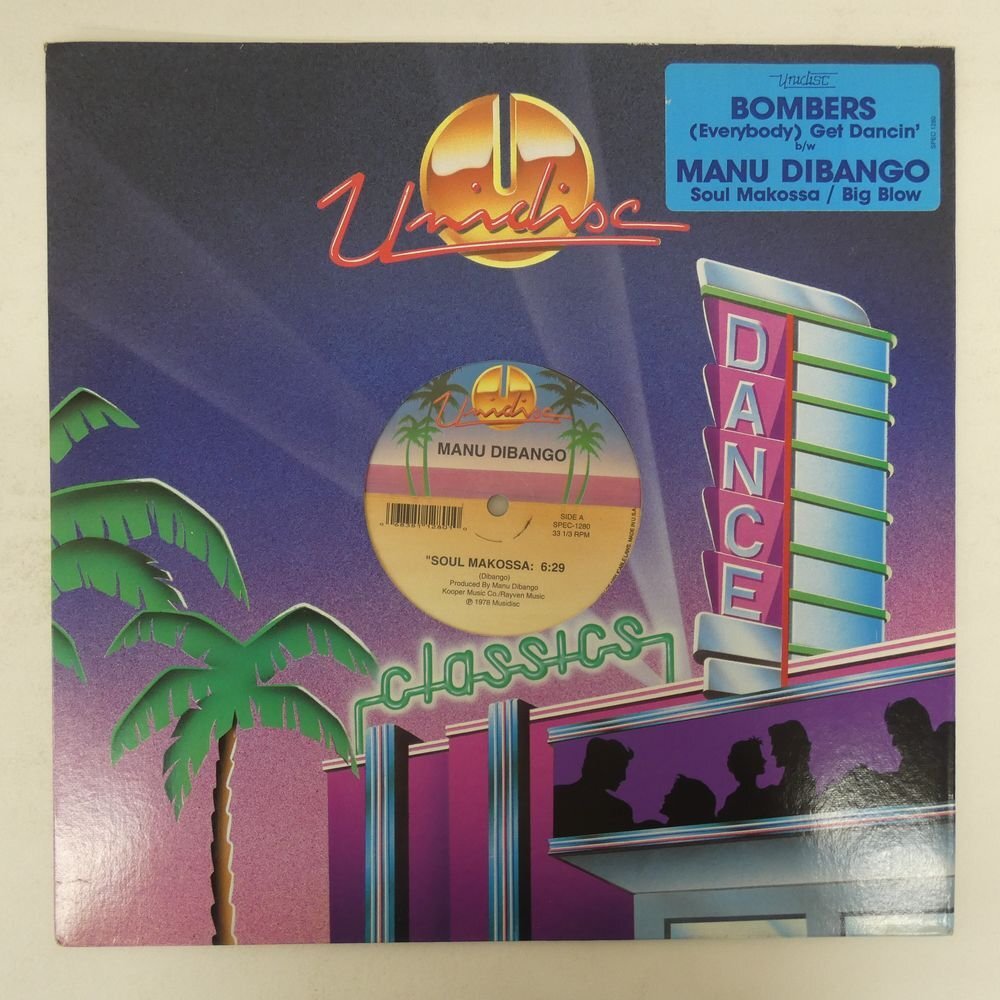 Unidisc
Unidisc
BOMBERS
(Everybody) Get Dancin'
b/w
MANU DIBANGO
Soul Makossa / Big Blow
SPEC 1280
DANCE
Unidisc
MANU DIBANGO
SIDE A
SPEC-1280
33 1/3 RPM
"SOUL MAKOSSA: 6:29
(Dibango)
Produced By Manu Dibango
Kooper Music Co./Rayven Music
℗ 1978 Musidisc
MADE IN U.S.A.
classics